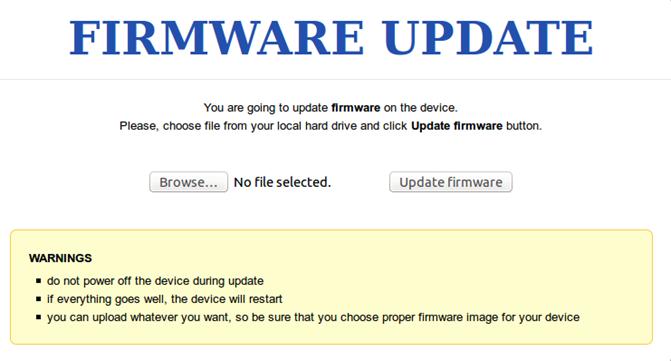 FIRMWARE UPDATE
You are going to update firmware on the device.
Please, choose file from your local hard drive and click Update firmware button.
Browse... No file selected. Update firmware
WARNINGS
do not power off the device during update
if everything goes well, the device will restart
you can upload whatever you want, so be sure that you choose proper firmware image for your device